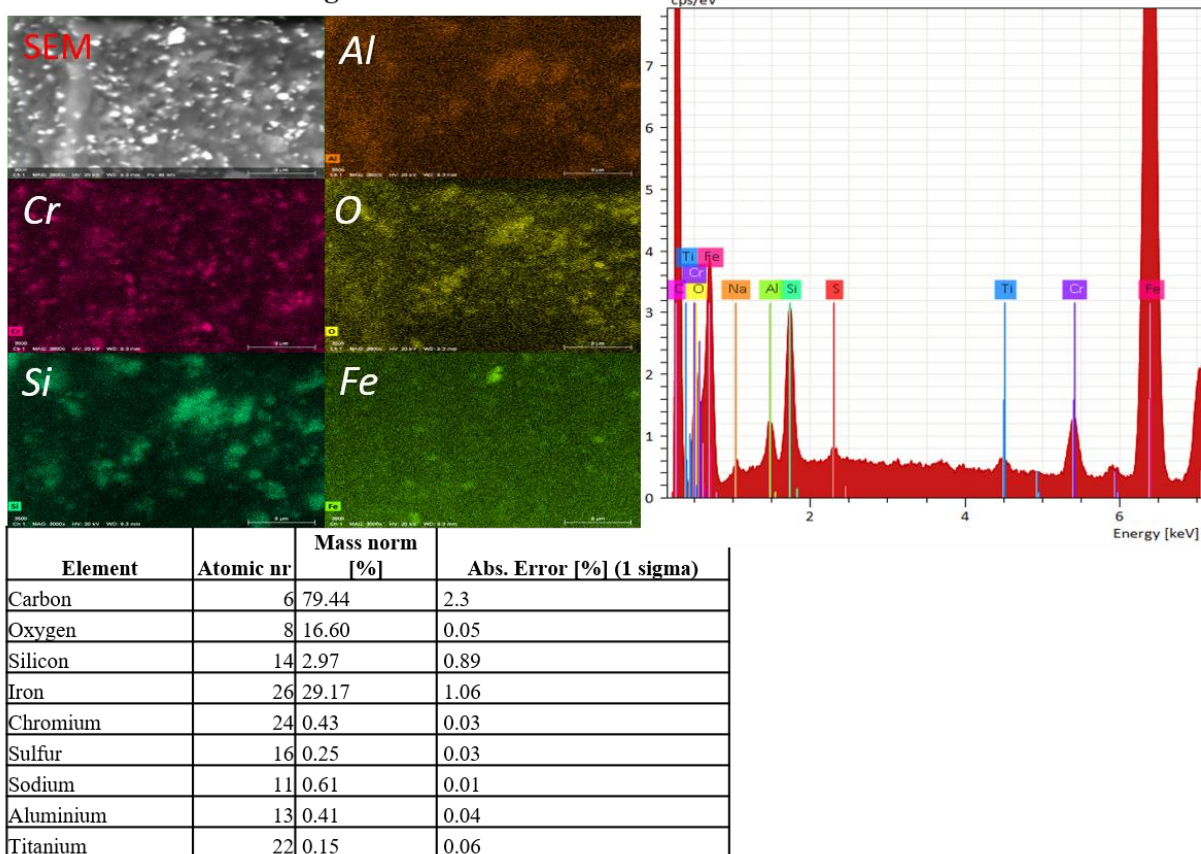 g
SEM
Al
Al
Cr
Cr
O
O
Si
Si
Fe
Fe
cps/eV
7
6
5
4
3
2
1
0
Ti Fe
Cr
C O Na Al Si S Ti Cr Fe
2 4 6
Energy [keV]
Element Atomic nr Mass norm [%] Abs. Error [%] (1 sigma)
Carbon 6 79.44 2.3
Oxygen 8 16.60 0.05
Silicon 14 2.97 0.89
Iron 26 29.17 1.06
Chromium 24 0.43 0.03
Sulfur 16 0.25 0.03
Sodium 11 0.61 0.01
Aluminium 13 0.41 0.04
Titanium 22 0.15 0.06